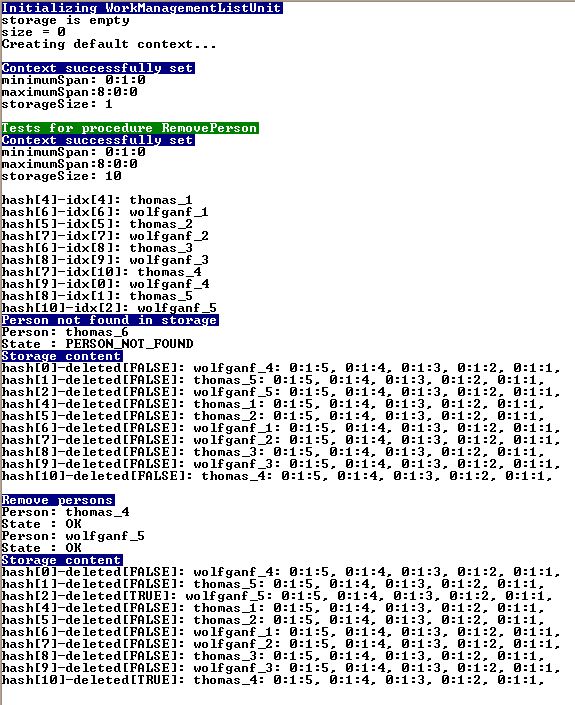 Initializing WorkManagementListUnit
storage is empty
size = 0
Creating default context...
Context successfully set
minimumSpan: 0:1:0
maximumSpan:8:0:0
storageSize: 1
Tests for procedure RemovePerson
Context successfully set
minimumSpan: 0:1:0
maximumSpan:8:0:0
storageSize: 10
hash[4]-idx[4]: thomas_1
hash[6]-idx[6]: wolfganf_1
hash[5]-idx[5]: thomas_2
hash[7]-idx[7]: wolfganf_2
hash[6]-idx[8]: thomas_3
hash[8]-idx[9]: wolfganf_3
hash[7]-idx[10]: thomas_4
hash[9]-idx[0]: wolfganf_4
hash[8]-idx[1]: thomas_5
hash[10]-idx[2]: wolfganf_5
Person not found in storage
Person: thomas_6
State : PERSON_NOT_FOUND
Storage content
hash[0]-deleted[FALSE]: wolfganf_4: 0:1:5, 0:1:4, 0:1:3, 0:1:2, 0:1:1,
hash[1]-deleted[FALSE]: thomas_5: 0:1:5, 0:1:4, 0:1:3, 0:1:2, 0:1:1,
hash[2]-deleted[FALSE]: wolfganf_5: 0:1:5, 0:1:4, 0:1:3, 0:1:2, 0:1:1,
hash[4]-deleted[FALSE]: thomas_1: 0:1:5, 0:1:4, 0:1:3, 0:1:2, 0:1:1,
hash[5]-deleted[FALSE]: thomas_2: 0:1:5, 0:1:4, 0:1:3, 0:1:2, 0:1:1,
hash[6]-deleted[FALSE]: wolfganf_1: 0:1:5, 0:1:4, 0:1:3, 0:1:2, 0:1:1,
hash[7]-deleted[FALSE]: wolfganf_2: 0:1:5, 0:1:4, 0:1:3, 0:1:2, 0:1:1,
hash[8]-deleted[FALSE]: thomas_3: 0:1:5, 0:1:4, 0:1:3, 0:1:2, 0:1:1,
hash[9]-deleted[FALSE]: wolfganf_3: 0:1:5, 0:1:4, 0:1:3, 0:1:2, 0:1:1,
hash[10]-deleted[FALSE]: thomas_4: 0:1:5, 0:1:4, 0:1:3, 0:1:2, 0:1:1,
Remove persons
Person: thomas_4
State : OK
Person: wolfganf_5
State : OK
Storage content
hash[0]-deleted[FALSE]: wolfganf_4: 0:1:5, 0:1:4, 0:1:3, 0:1:2, 0:1:1,
hash[1]-deleted[FALSE]: thomas_5: 0:1:5, 0:1:4, 0:1:3, 0:1:2, 0:1:1,
hash[2]-deleted[TRUE]: wolfganf_5: 0:1:5, 0:1:4, 0:1:3, 0:1:2, 0:1:1,
hash[4]-deleted[FALSE]: thomas_1: 0:1:5, 0:1:4, 0:1:3, 0:1:2, 0:1:1,
hash[5]-deleted[FALSE]: thomas_2: 0:1:5, 0:1:4, 0:1:3, 0:1:2, 0:1:1,
hash[6]-deleted[FALSE]: wolfganf_1: 0:1:5, 0:1:4, 0:1:3, 0:1:2, 0:1:1,
hash[7]-deleted[FALSE]: wolfganf_2: 0:1:5, 0:1:4, 0:1:3, 0:1:2, 0:1:1,
hash[8]-deleted[FALSE]: thomas_3: 0:1:5, 0:1:4, 0:1:3, 0:1:2, 0:1:1,
hash[9]-deleted[FALSE]: wolfganf_3: 0:1:5, 0:1:4, 0:1:3, 0:1:2, 0:1:1,
hash[10]-deleted[TRUE]: thomas_4: 0:1:5, 0:1:4, 0:1:3, 0:1:2, 0:1:1,